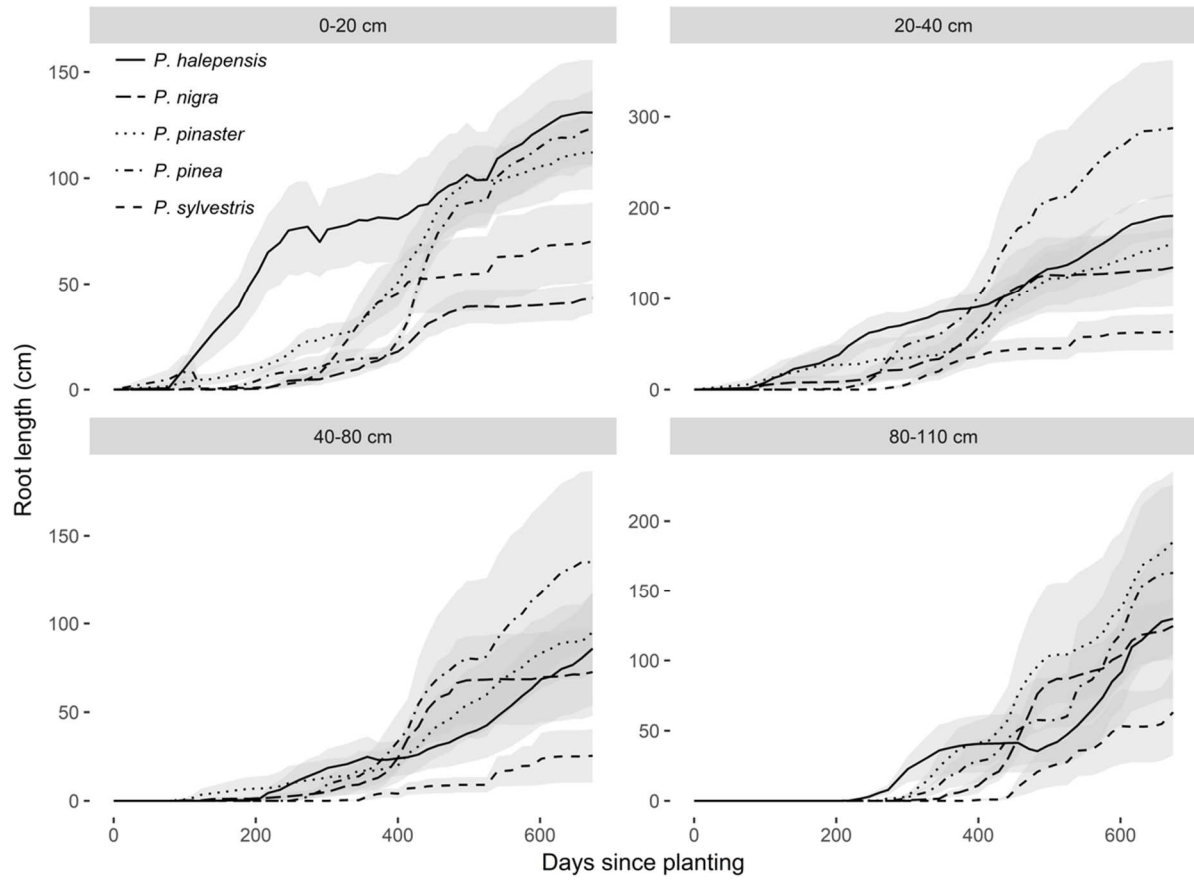 0-20 cm
20-40 cm
P. halepensis
P. nigra
P. pinaster
P. pinea
P. sylvestris
150
100
50
0
300
200
100
0
Root length (cm)
40-80 cm
80-110 cm
150
100
50
0
200
150
100
50
0
0 200 400 600
0 200 400 600
Days since planting